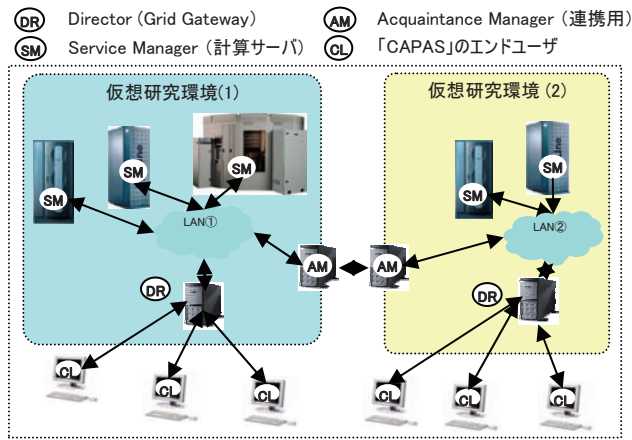 DR Director (Grid Gateway)
AM Acquaintance Manager (連携用)
SM Service Manager (計算サーバ)
CL 「CAPAS」のエンドユーザ
仮想研究環境(1)
仮想研究環境 (2)
SM
SM
SM
SM
SM
LAN①
LAN②
AM
AM
DR
DR
CL
CL
CL
CL
CL
CL